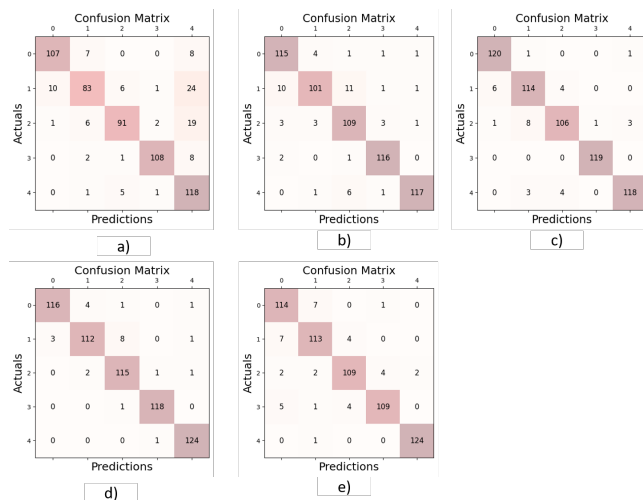 Confusion Matrix
0 1 2 3 4
0 107 7 0 0 8
1 10 83 6 1 24
2 1 6 91 2 19
3 0 2 1 108 8
4 0 1 5 1 118
Actuals
Predictions
a)
Confusion Matrix
0 1 2 3 4
0 115 4 1 1 1
1 10 101 11 1 1
2 3 3 109 3 1
3 2 0 1 116 0
4 0 1 6 1 117
Actuals
Predictions
b)
Confusion Matrix
0 1 2 3 4
0 120 1 0 0 1
1 6 114 4 0 0
2 1 8 106 1 3
3 0 0 0 119 0
4 0 3 4 0 118
Actuals
Predictions
c)
Confusion Matrix
0 1 2 3 4
0 116 4 1 0 1
1 3 112 8 0 1
2 0 2 115 1 1
3 0 0 1 118 0
4 0 0 0 1 124
Actuals
Predictions
d)
Confusion Matrix
0 1 2 3 4
0 114 7 0 1 0
1 7 113 4 0 0
2 2 2 109 4 2
3 5 1 4 109 0
4 0 1 0 0 124
Actuals
Predictions
e)